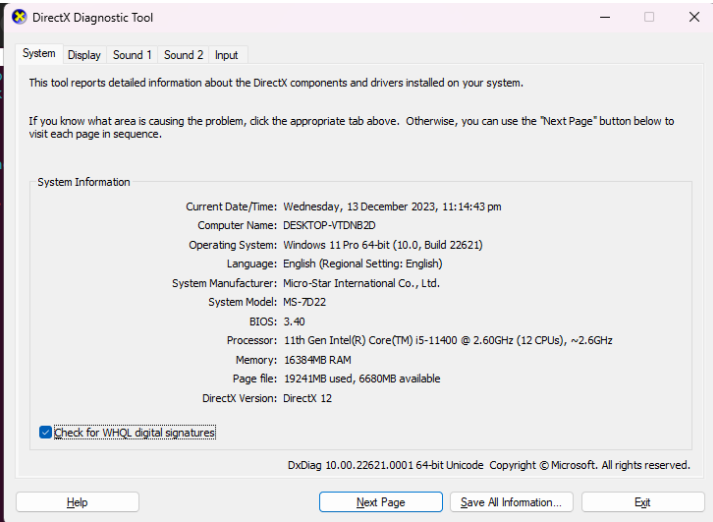 DirectX Diagnostic Tool
System Display Sound 1 Sound 2 Input
This tool reports detailed information about the DirectX components and drivers installed on your system.
If you know what area is causing the problem, click the appropriate tab above.  Otherwise, you can use the "Next Page" button below to
visit each page in sequence.
System Information
Current Date/Time: Wednesday, 13 December 2023, 11:14:43 pm
Computer Name: DESKTOP-VTDNB2D
Operating System: Windows 11 Pro 64-bit (10.0, Build 22621)
Language: English (Regional Setting: English)
System Manufacturer: Micro-Star International Co., Ltd.
System Model: MS-7D22
BIOS: 3.40
Processor: 11th Gen Intel(R) Core(TM) i5-11400 @ 2.60GHz (12 CPUs), ~2.6GHz
Memory: 16384MB RAM
Page file: 19241MB used, 6680MB available
DirectX Version: DirectX 12
Check for WHQL digital signatures
DxDiag 10.00.22621.0001 64-bit Unicode  Copyright © Microsoft. All rights reserved.
Help Next Page Save All Information... Exit